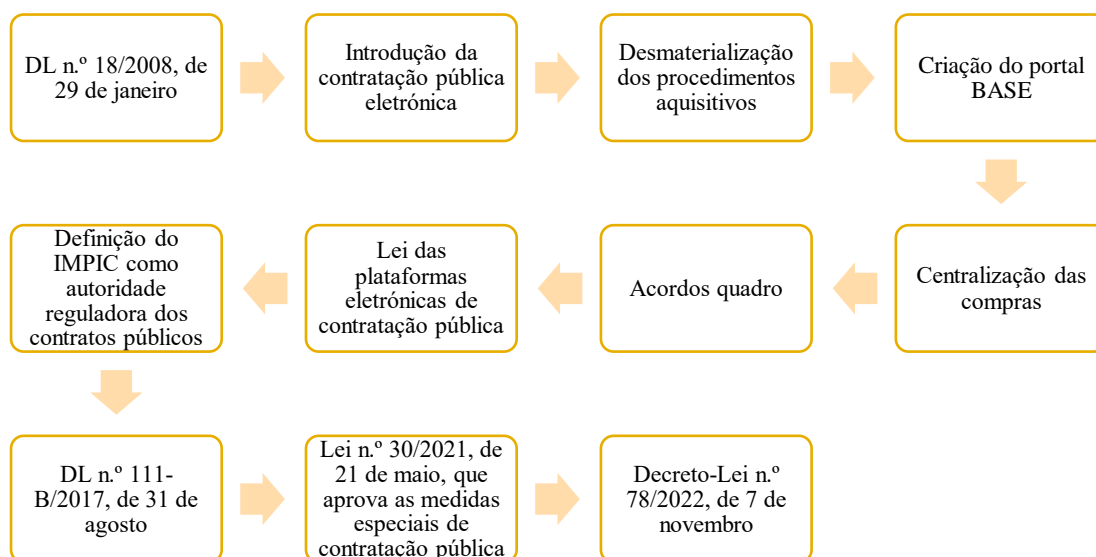 DL n.º 18/2008, de
29 de janeiro
Introdução da
contratação pública
eletrónica
Desmaterialização
dos procedimentos
aquisitivos
Criação do portal
BASE
Centralização das
compras
Acordos quadro
Lei das
plataformas
eletrónicas de
contratação pública
Definição do
IMPIC como
autoridade
reguladora dos
contratos públicos
DL n.º 111-
B/2017, de 31 de
agosto
Lei n.º 30/2021, de
21 de maio, que
aprova as medidas
especiais de
contratação pública
Decreto-Lei n.º
78/2022, de 7 de
novembro